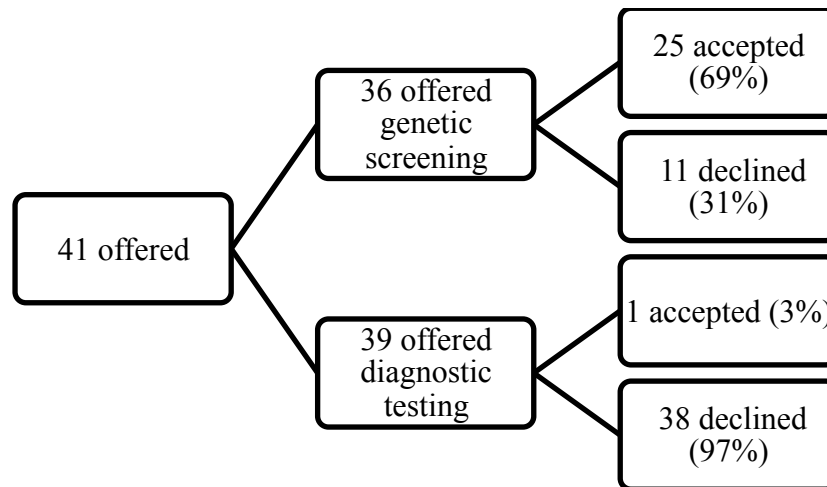 41 offered
36 offered
genetic
screening
25 accepted
(69%)
11 declined
(31%)
39 offered
diagnostic
testing
1 accepted (3%)
38 declined
(97%)